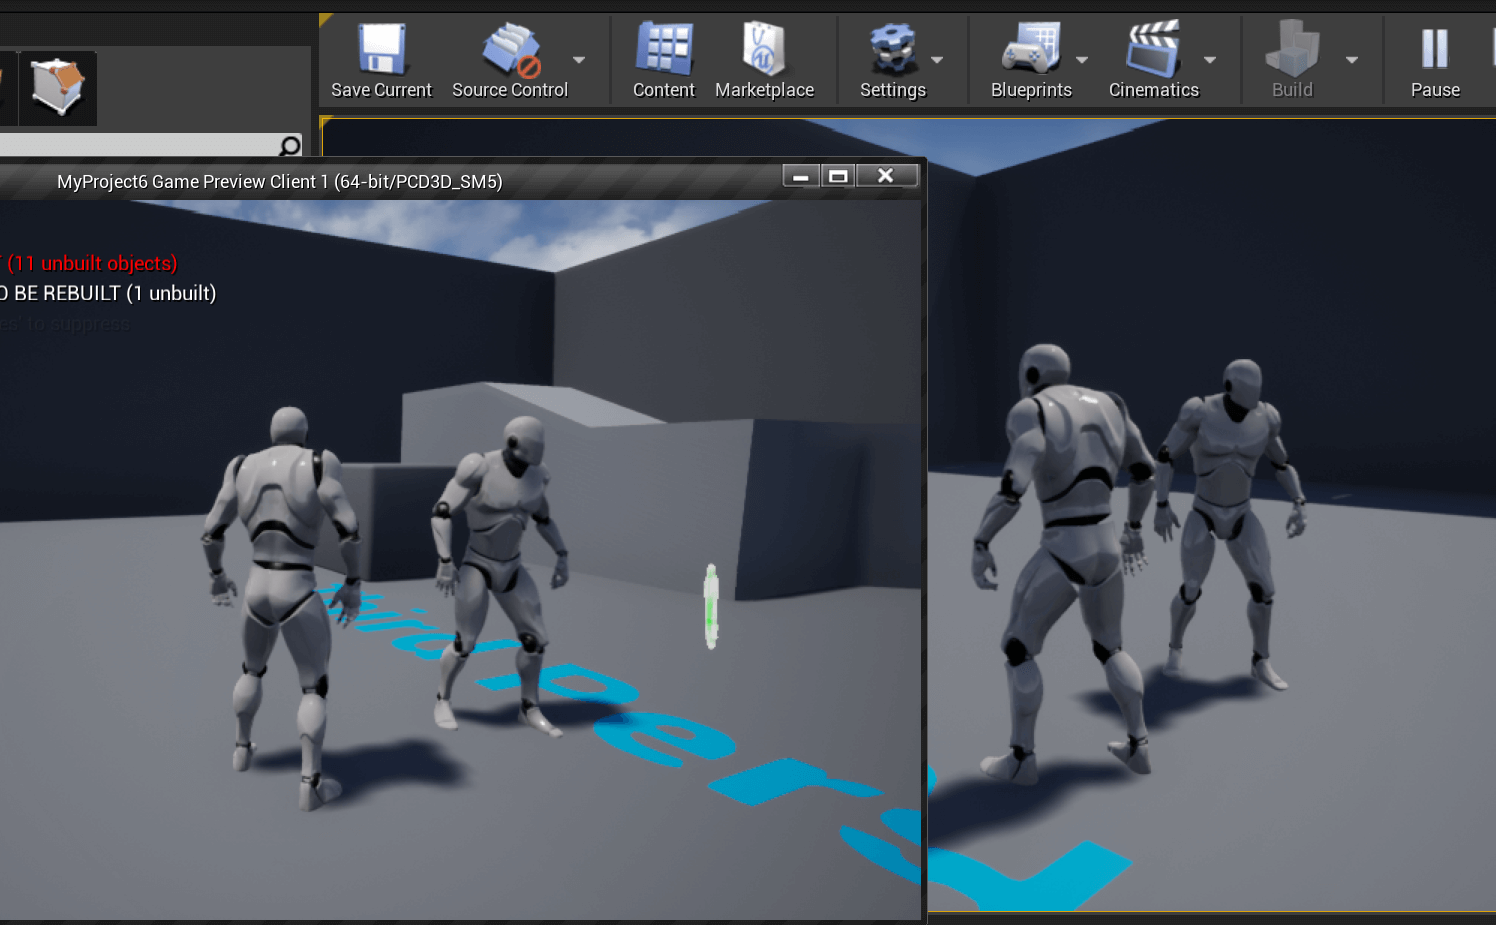 Save Current
Source Control
Content
Marketplace
Settings
Blueprints
Cinematics
Build
Pause
MyProject6 Game Preview Client 1 (64-bit/PCD3D_SM5)
(11 unbuilt objects)
BE REBUILT (1 unbuilt)
to suppress